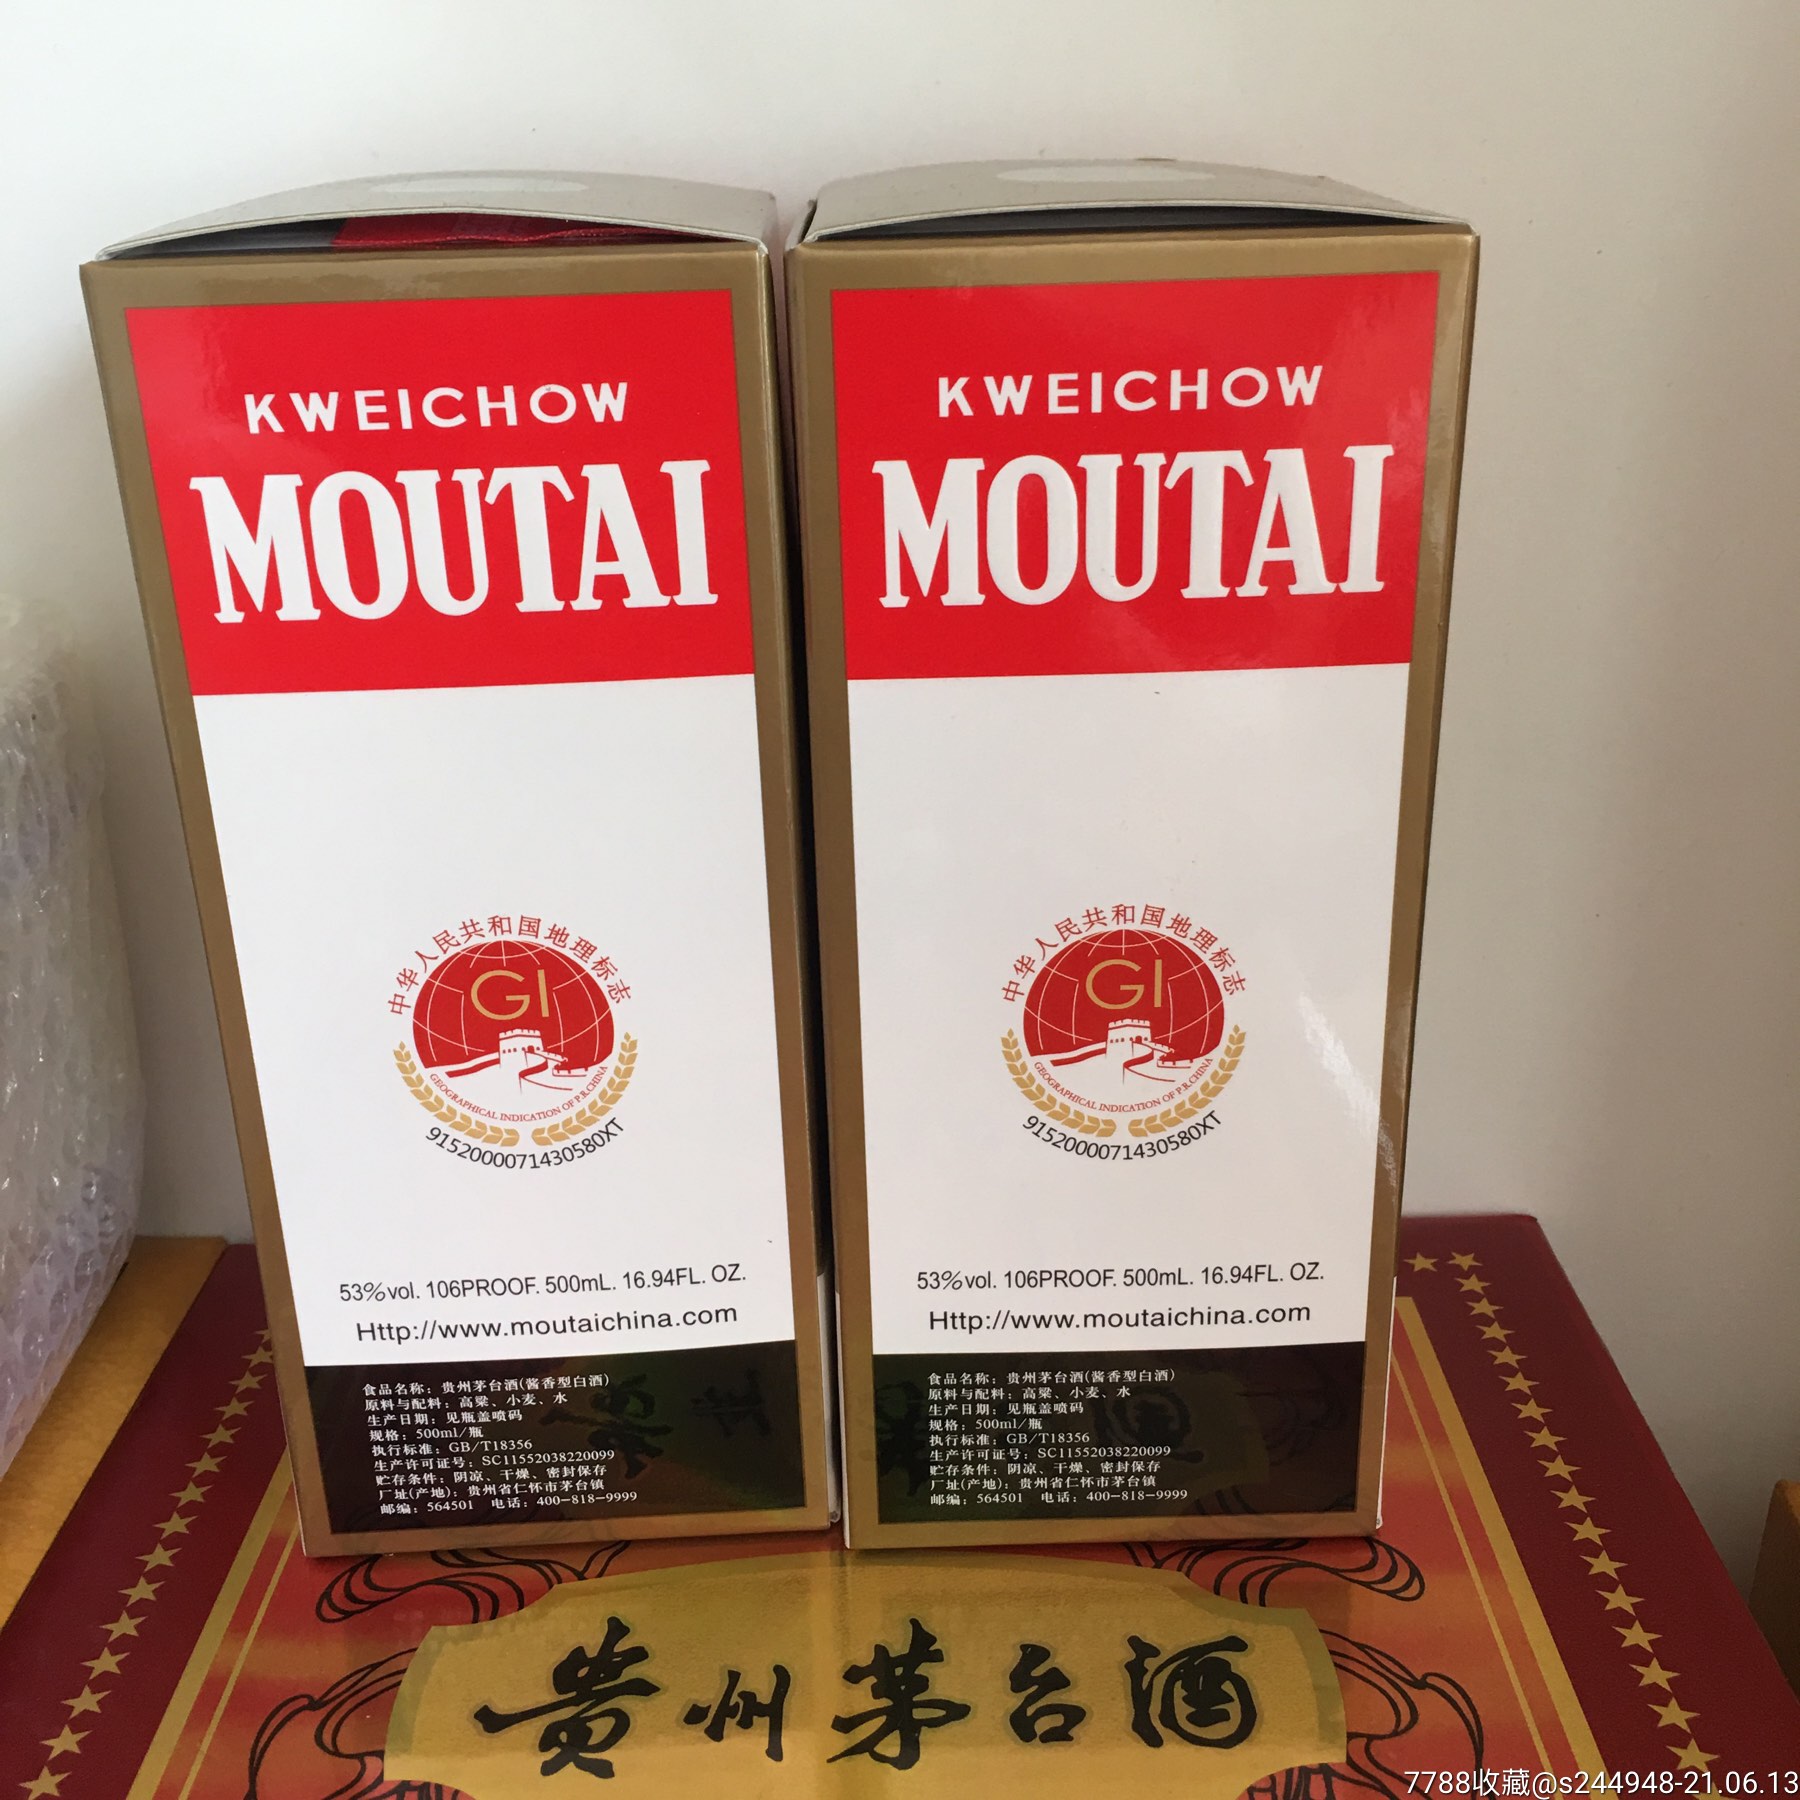 KWEICHOW
MOUTAI
中华人民共和国地理标志
GI
GEOGRAPHICAL INDICATION OF P.R.CHINA
9152000071430580XT
53%vol. 106PROOF. 500mL. 16.94FL. OZ.
Http://www.moutaichina.com
食品名称：贵州茅台酒(酱香型白酒)
原料与配料：高粱、小麦、水
生产日期：见瓶盖喷码
规格：500ml/瓶
执行标准：GB/T18356
生产许可证号：SC11552038220099
贮存条件：阴凉、干燥、密封保存
厂址(产地)：贵州省仁怀市茅台镇
邮编：564501 电话：400-818-9999
KWEICHOW
MOUTAI
中华人民共和国地理标志
GI
GEOGRAPHICAL INDICATION OF P.R.CHINA
9152000071430580XT
53%vol. 106PROOF. 500mL. 16.94FL. OZ.
Http://www.moutaichina.com
食品名称：贵州茅台酒(酱香型白酒)
原料与配料：高粱、小麦、水
生产日期：见瓶盖喷码
规格：500ml/瓶
执行标准：GB/T18356
生产许可证号：SC11552038220099
贮存条件：阴凉、干燥、密封保存
厂址(产地)：贵州省仁怀市茅台镇
邮编：564501 电话：400-818-9999
贵州茅台酒
7788收藏@s244948-21.06.13